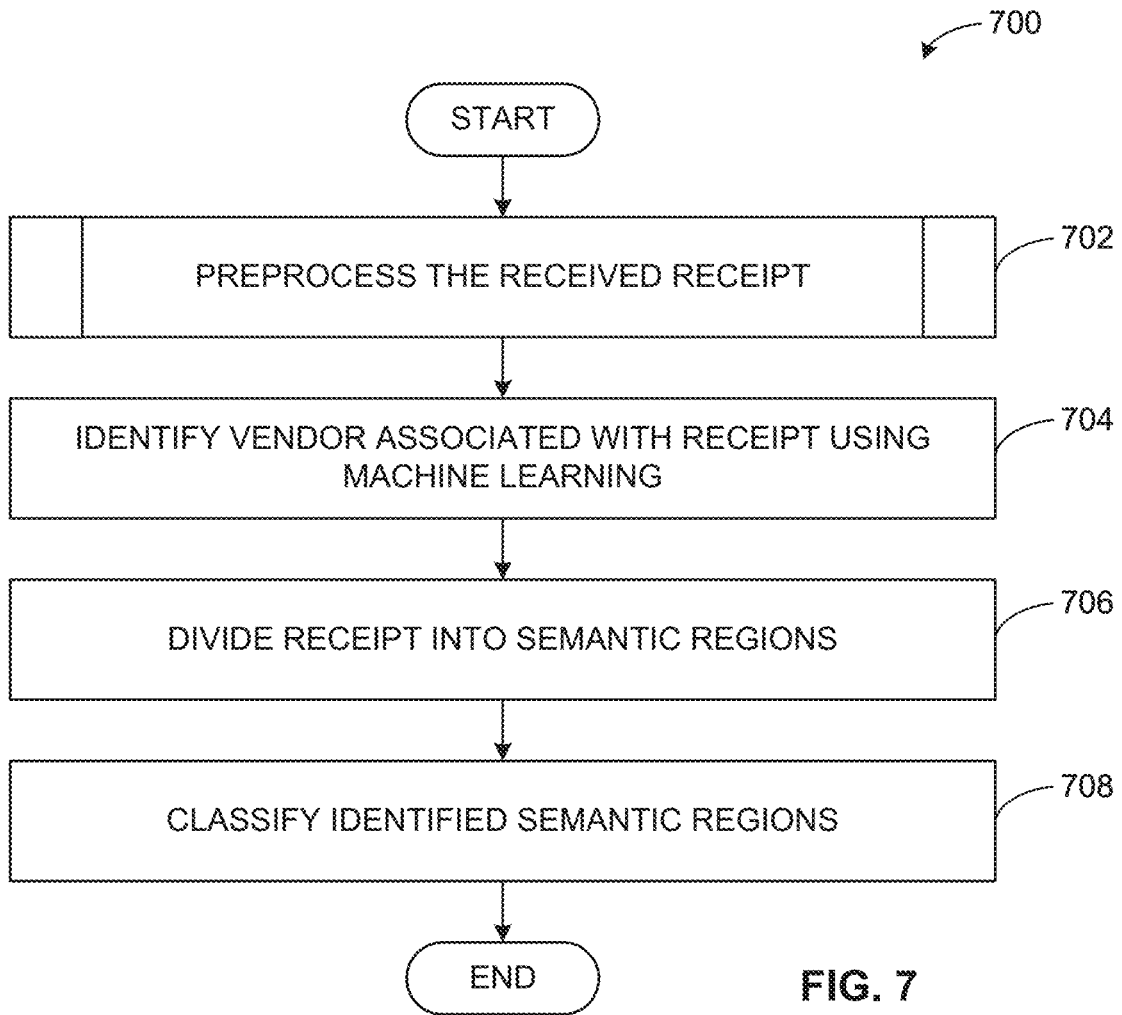 700
START
PREPROCESS THE RECEIVED RECEIPT
702
IDENTIFY VENDOR ASSOCIATED WITH RECEIPT USING
MACHINE LEARNING
704
DIVIDE RECEIPT INTO SEMANTIC REGIONS
706
CLASSIFY IDENTIFIED SEMANTIC REGIONS
708
END
FIG. 7